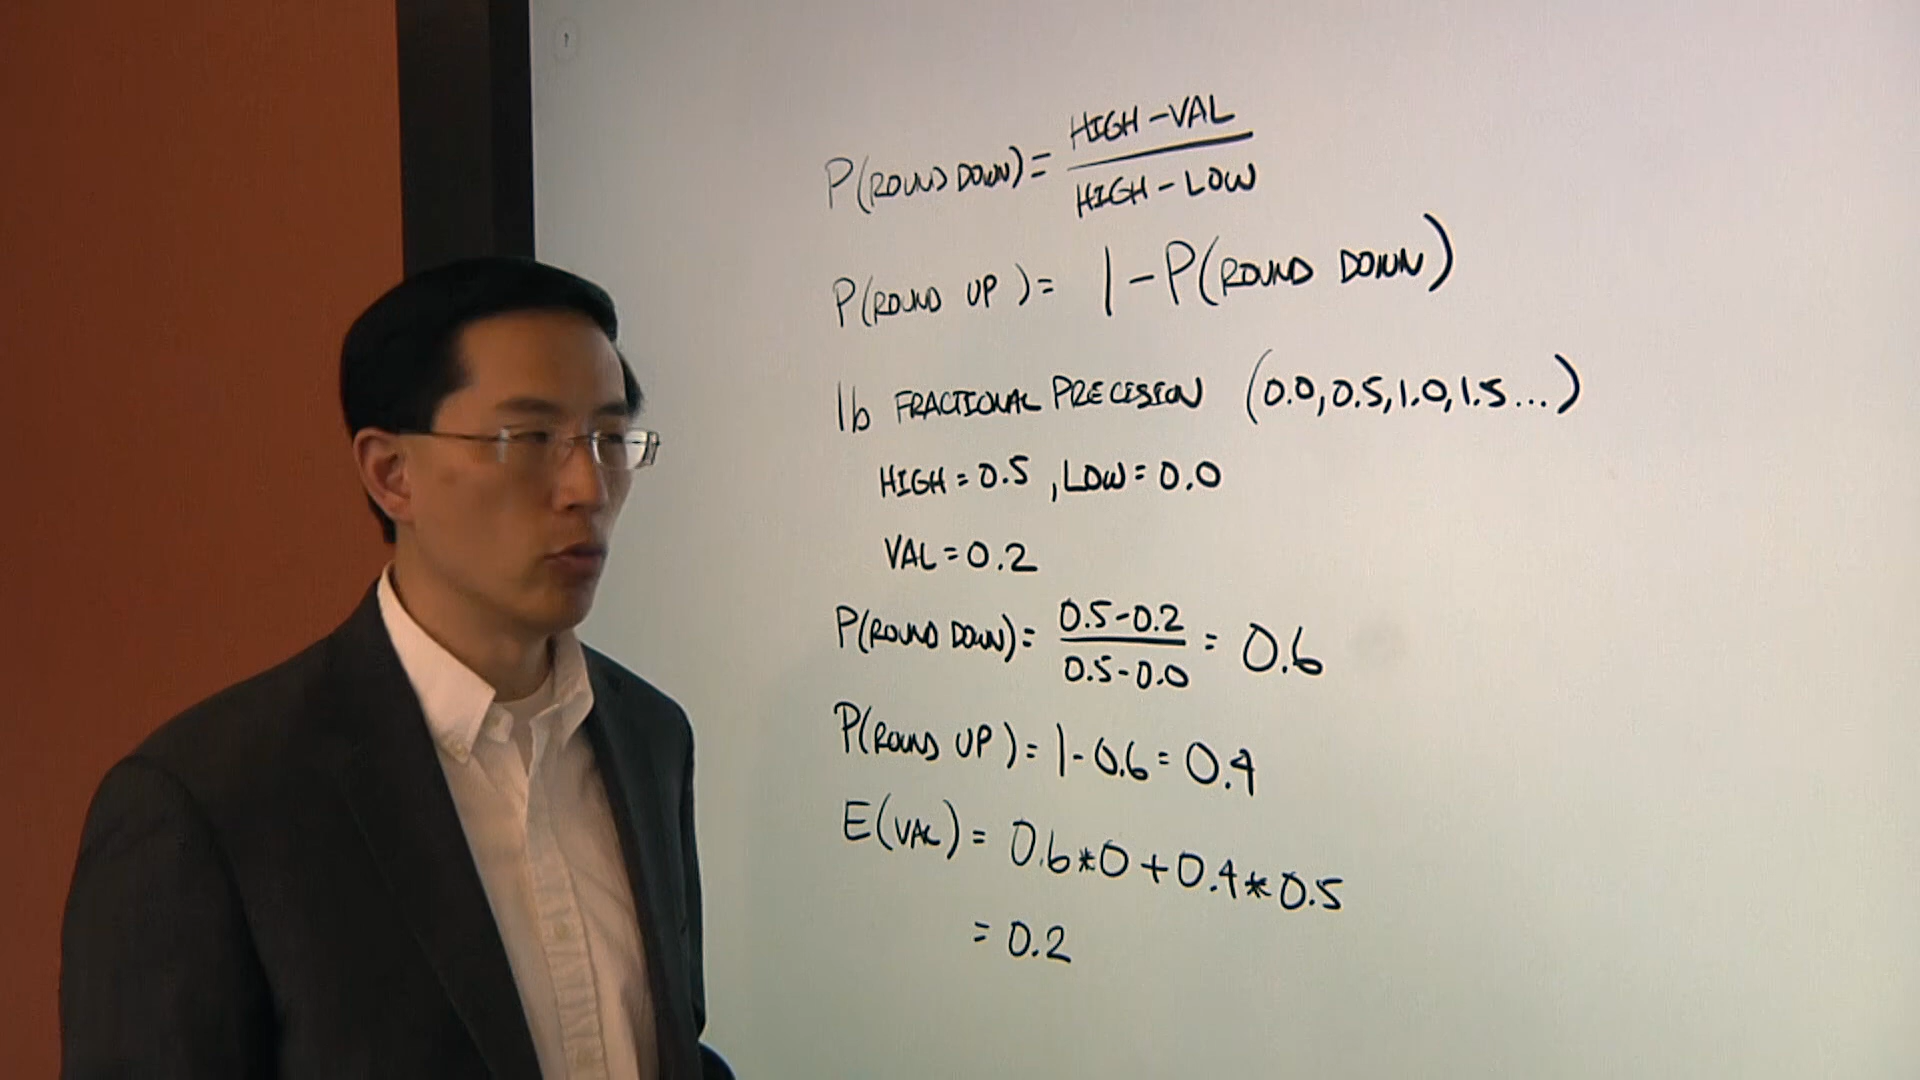 P(ROUND DOWN) = HIGH - VAL / HIGH - LOW
P(ROUND UP) = 1 - P(ROUND DOWN)
1b FRACTIONAL PRECISION (0.0, 0.5, 1.0, 1.5...)
HIGH = 0.5, LOW = 0.0
VAL = 0.2
P(ROUND DOWN) = 0.5 - 0.2 / 0.5 - 0.0 = 0.6
P(ROUND UP) = 1 - 0.6 = 0.4
E(VAL) = 0.6 * 0 + 0.4 * 0.5
= 0.2